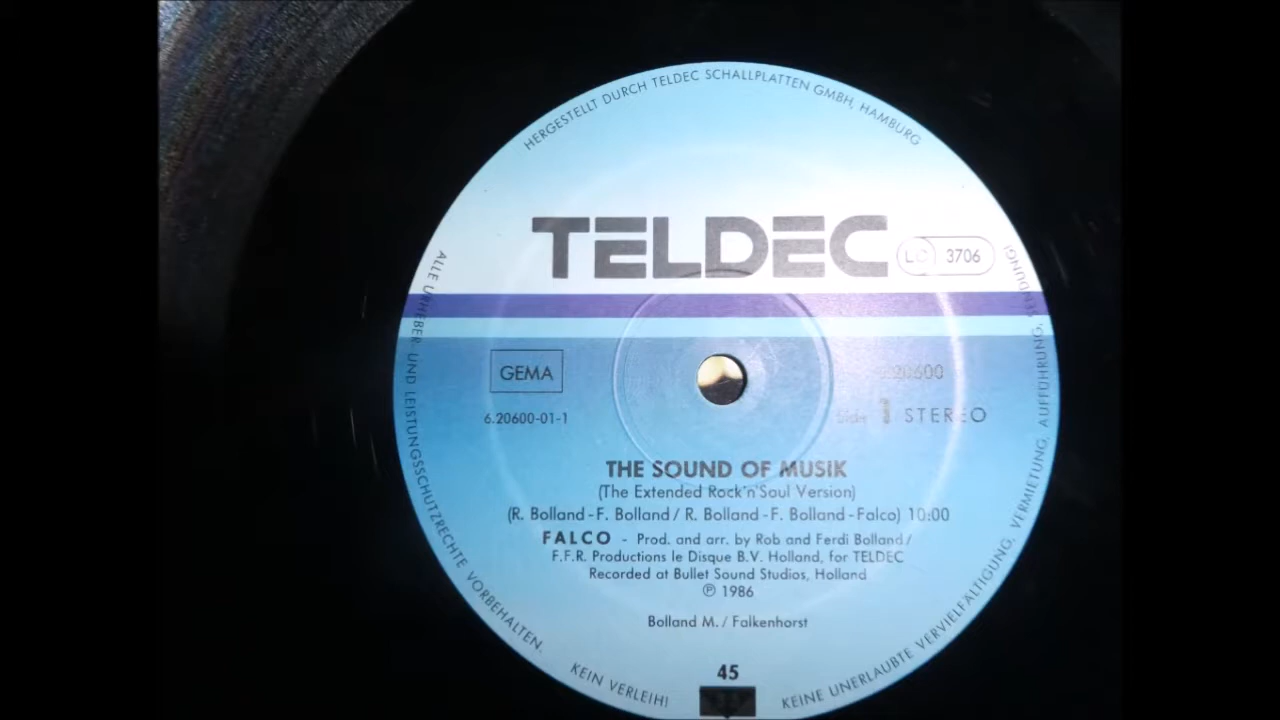 HERGESTELLT DURCH TELDEC SCHALLPLATTEN GMBH, HAMBURG
TELDEC
LC 3706
GEMA
6.20600-01-1
20600
Side 1 STEREO
THE SOUND OF MUSIK
(The Extended Rock'n'Soul Version)
(R. Bolland - F. Bolland / R. Bolland - F. Bolland - Falco) 10:00
FALCO - Prod. and arr. by Rob and Ferdi Bolland /
F.F.R. Productions le Disque B.V. Holland, for TELDEC
Recorded at Bullet Sound Studios, Holland
℗ 1986
Bolland M. / Falkenhorst
45
ALLE URHEBER- UND LEISTUNGSSCHUTZRECHTE VORBEHALTEN.
KEIN VERLEIH!
KEINE UNERLAUBTE VERVIELFÄLTIGUNG, VERMIETUNG, AUFFÜHRUNG, SENDUNG!